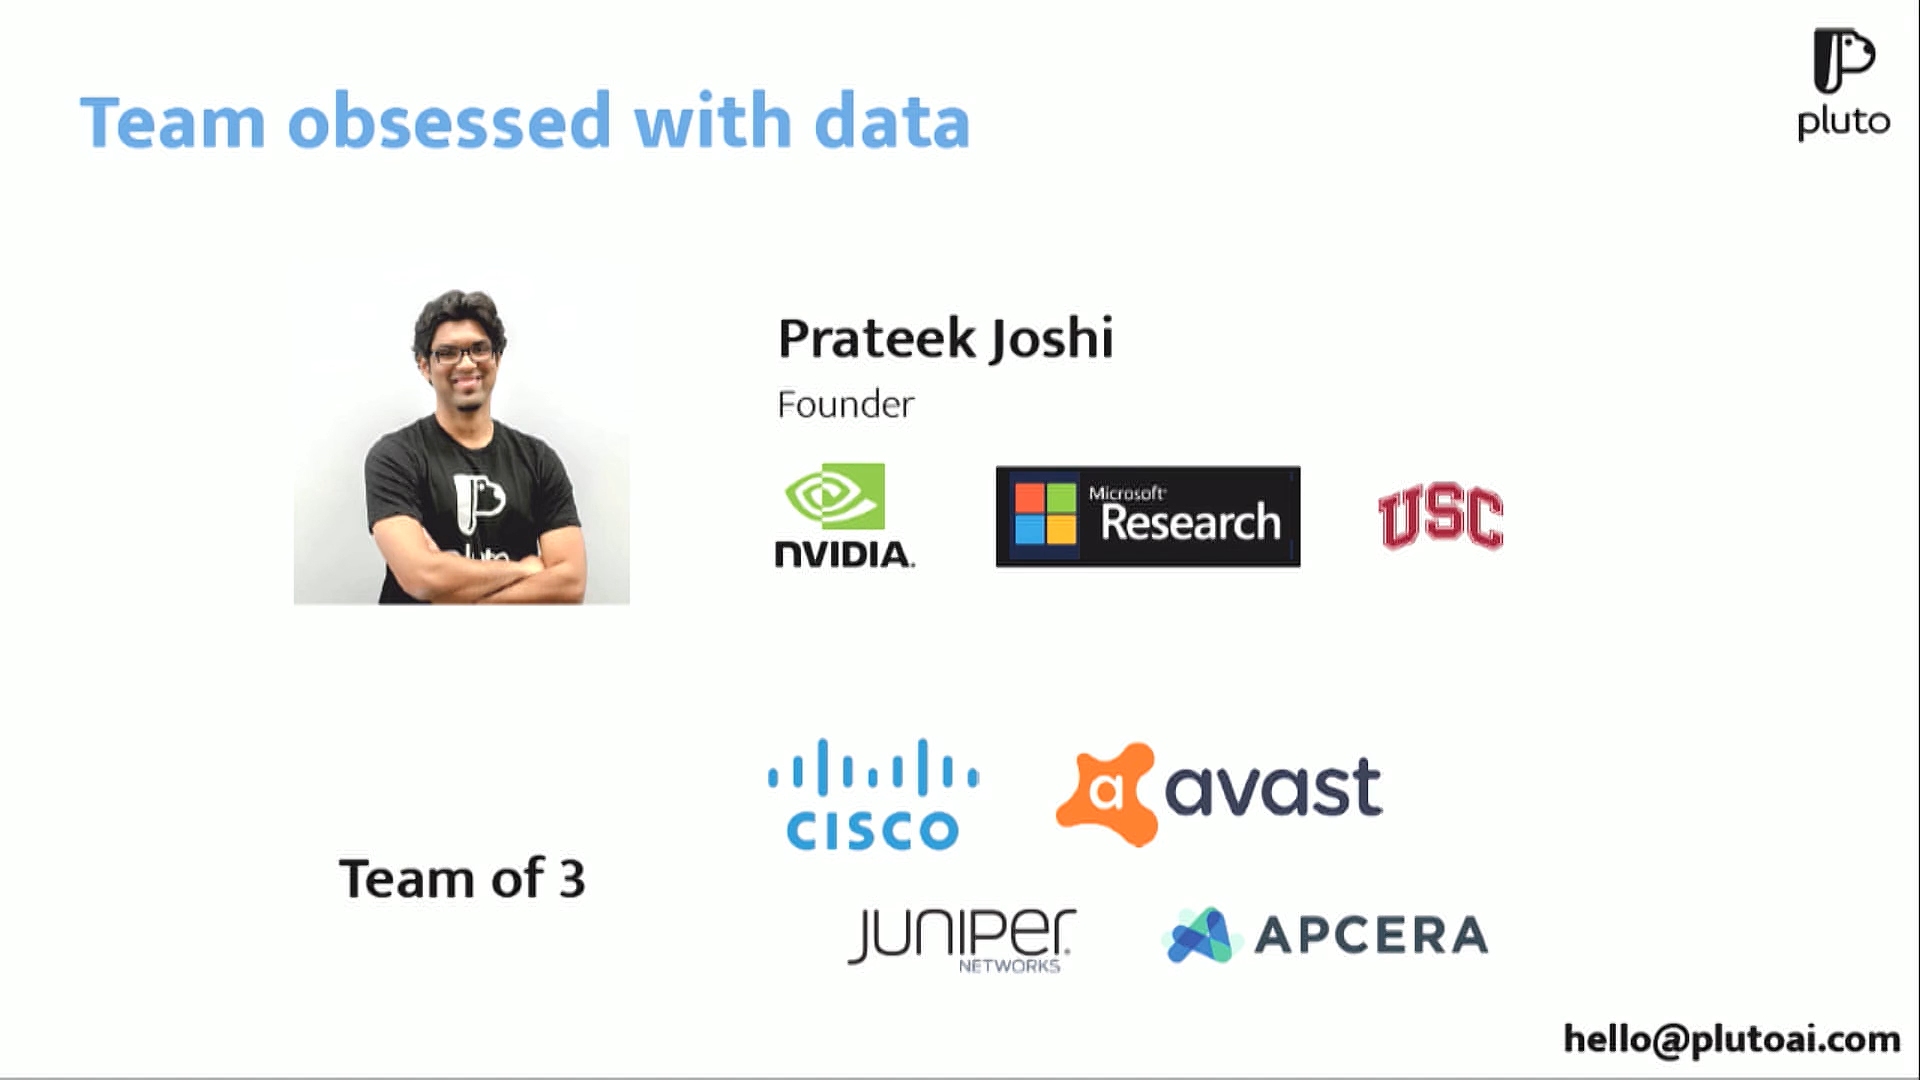 pluto
Team obsessed with data
Prateek Joshi
Founder
nVIDIA.
Microsoft
Research
USC
CISCO
a avast
Team of 3
JUNIPER
NETWORKS
APCERA
hello@plutoai.com